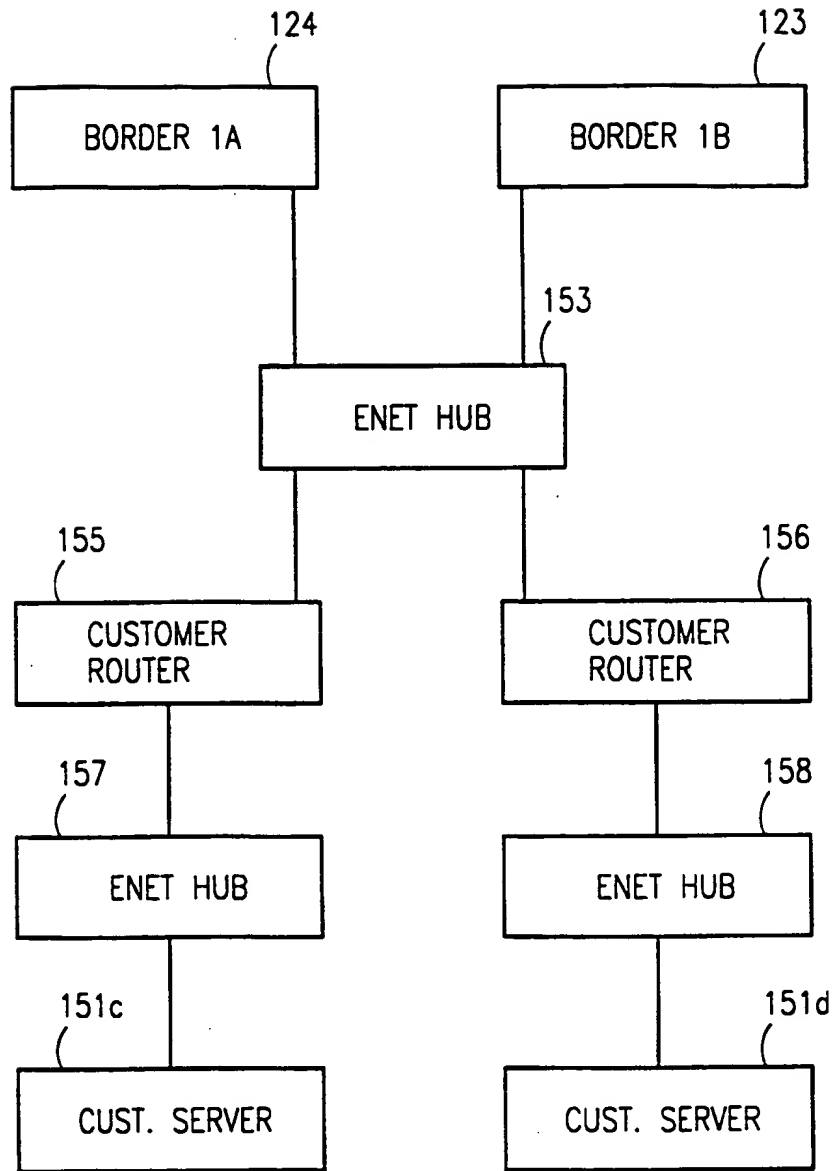 124
123
BORDER 1A
BORDER 1B
153
ENET HUB
155
156
CUSTOMER
ROUTER
CUSTOMER
ROUTER
157
158
ENET HUB
ENET HUB
151c
151d
CUST. SERVER
CUST. SERVER